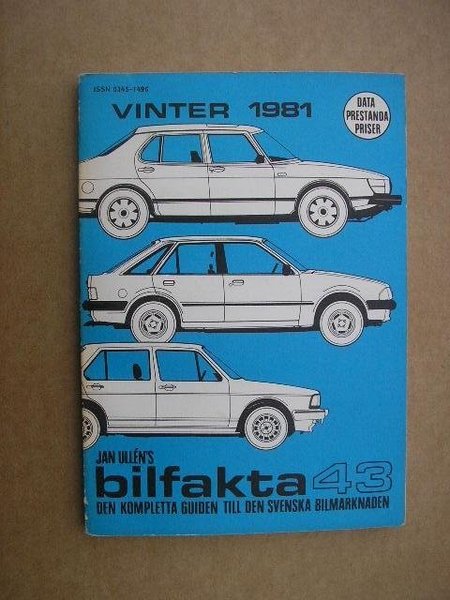 ISSN 0345-1496
VINTER 1981
DATA
PRESTANDA
PRISER
JAN ULLÉN'S
bilfakta 43
DEN KOMPLETTA GUIDEN TILL DEN SVENSKA BILMARKNADEN